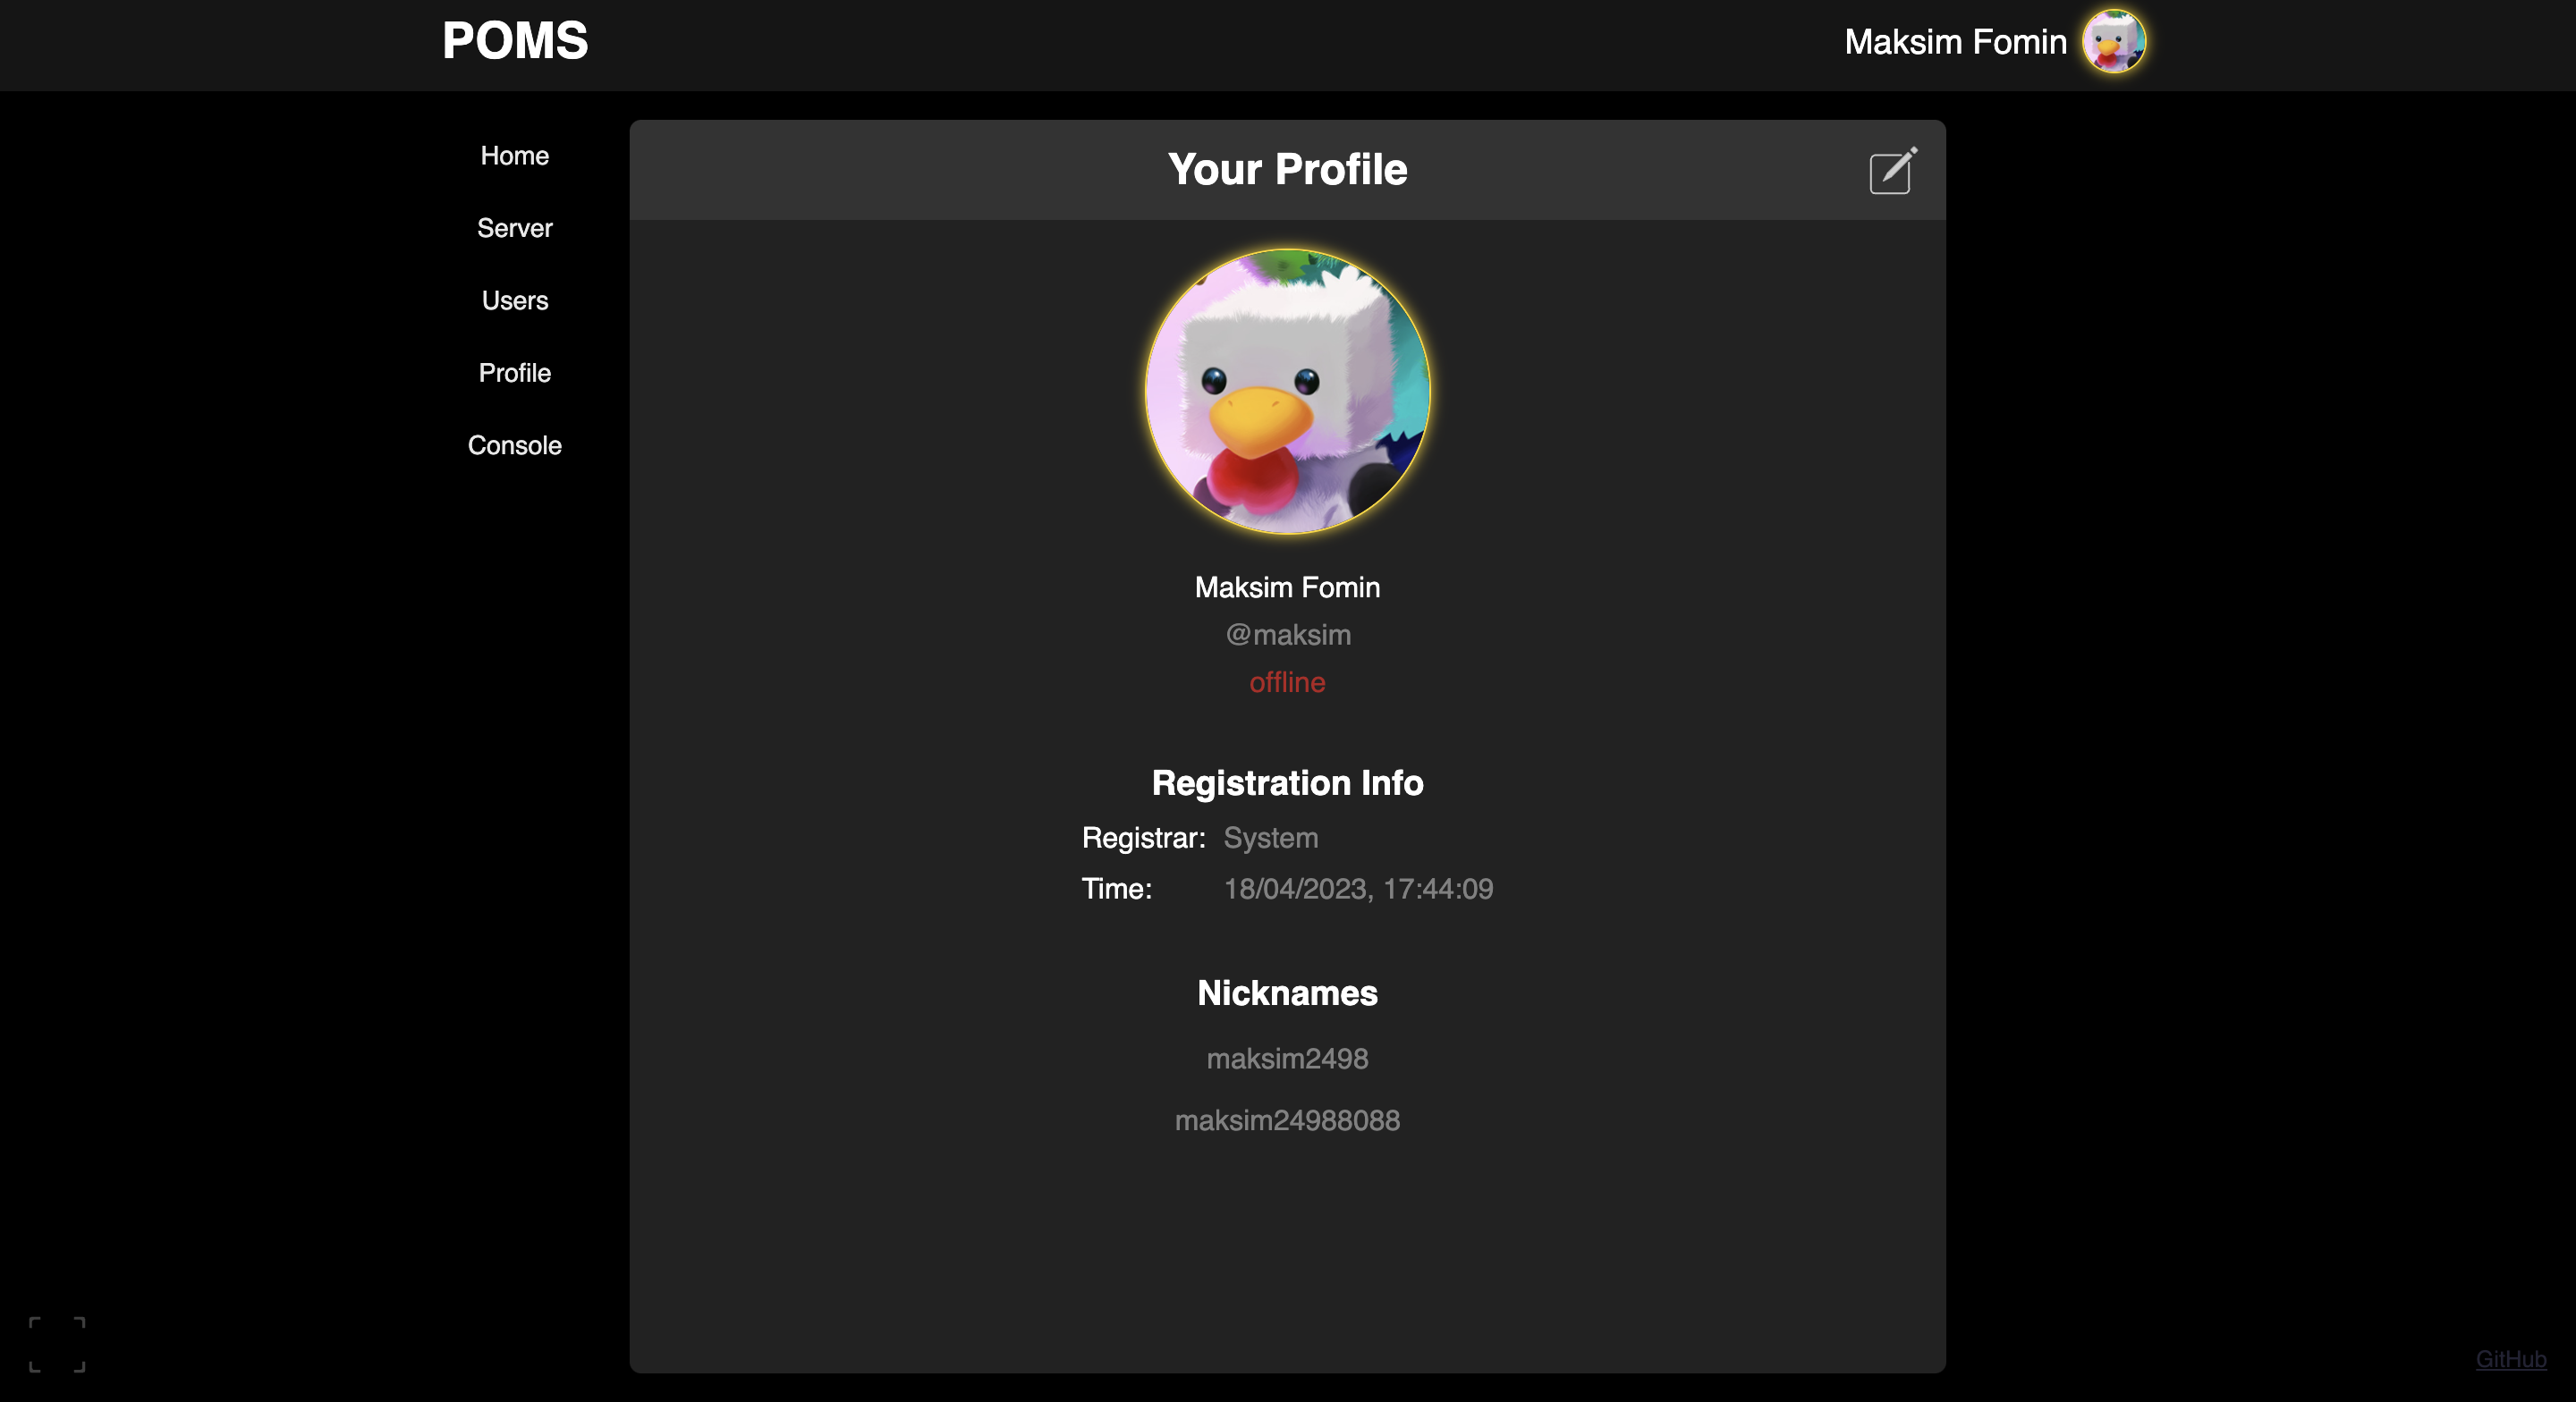 POMS
Maksim Fomin
Home
Server
Users
Profile
Console
Your Profile
Maksim Fomin
@maksim
offline
Registration Info
Registrar: System
Time: 18/04/2023, 17:44:09
Nicknames
maksim2498
maksim24988088
GitHub